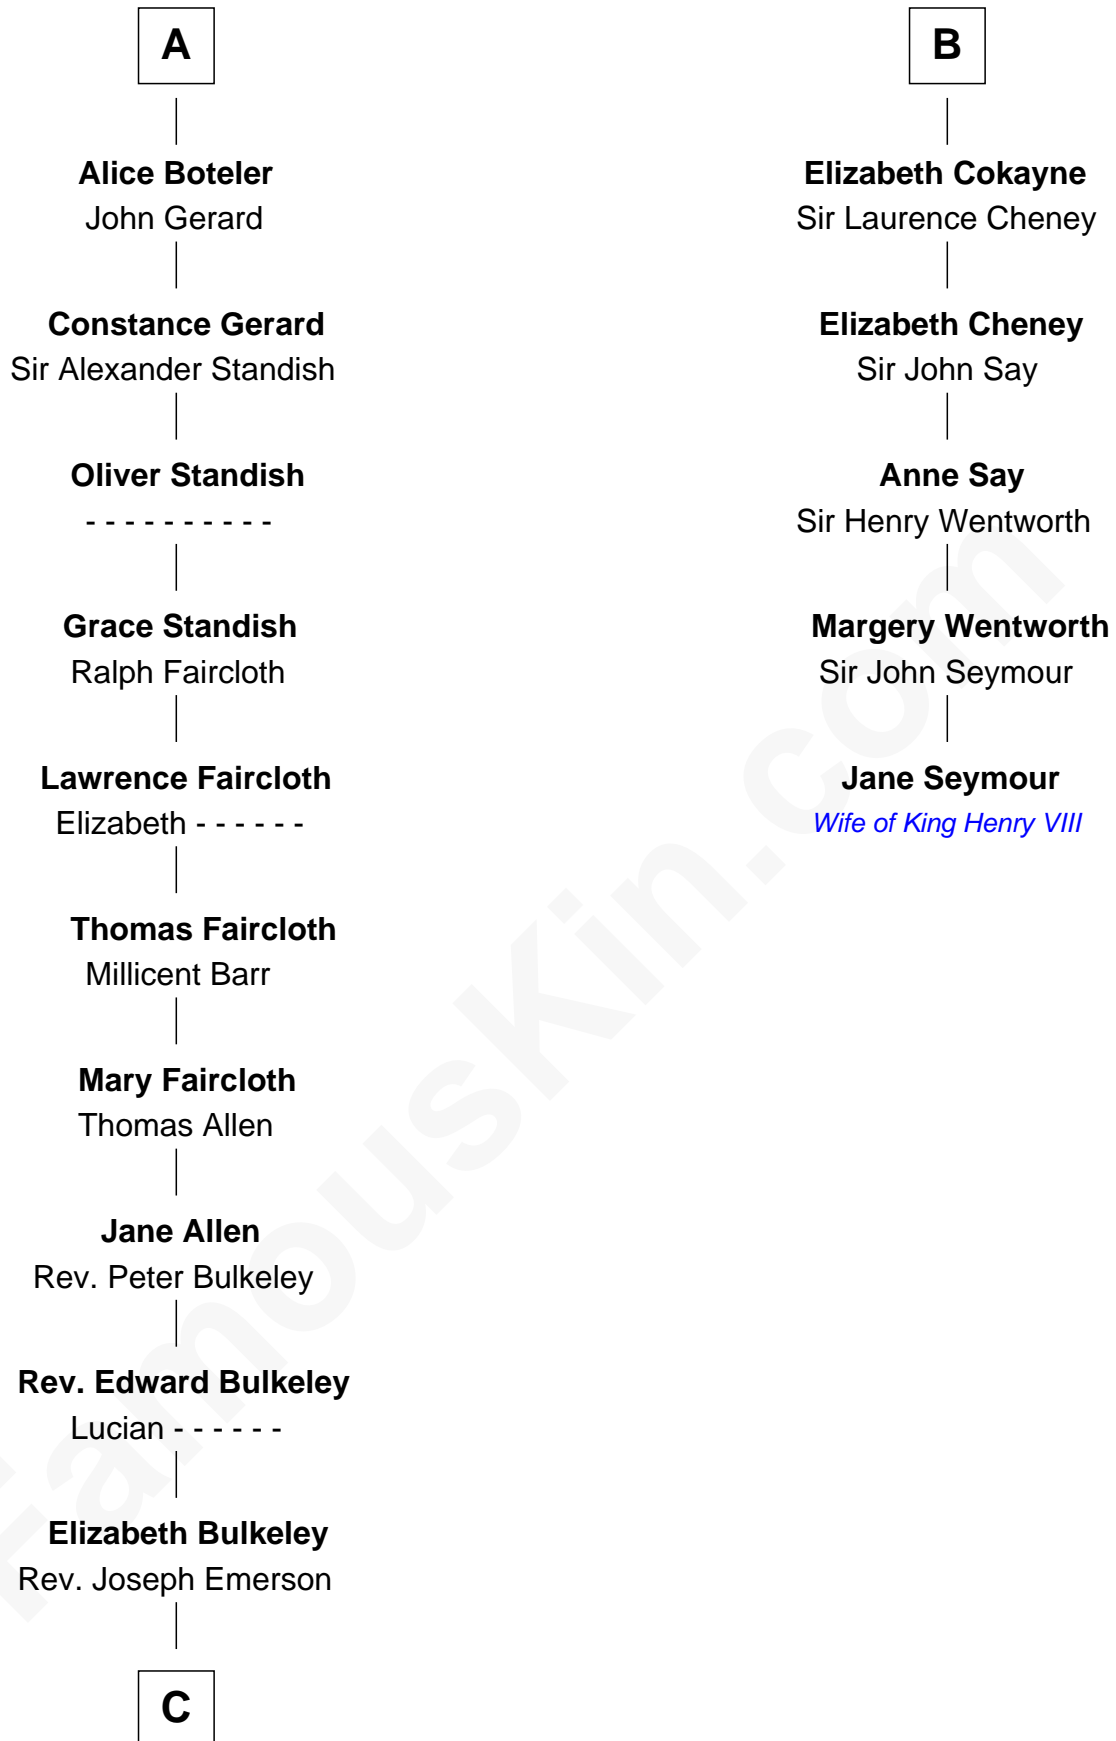 A
Alice Boteler
John Gerard
Constance Gerard
Sir Alexander Standish
Oliver Standish
- - - - - - - - - -
Grace Standish
Ralph Faircloth
Lawrence Faircloth
Elizabeth - - - - - -
Thomas Faircloth
Millicent Barr
Mary Faircloth
Thomas Allen
Jane Allen
Rev. Peter Bulkeley
Rev. Edward Bulkeley
Lucian - - - - - -
Elizabeth Bulkeley
Rev. Joseph Emerson
C
B
Elizabeth Cokayne
Sir Laurence Cheney
Elizabeth Cheney
Sir John Say
Anne Say
Sir Henry Wentworth
Margery Wentworth
Sir John Seymour
Jane Seymour
Wife of King Henry VIII
FamousKin.com